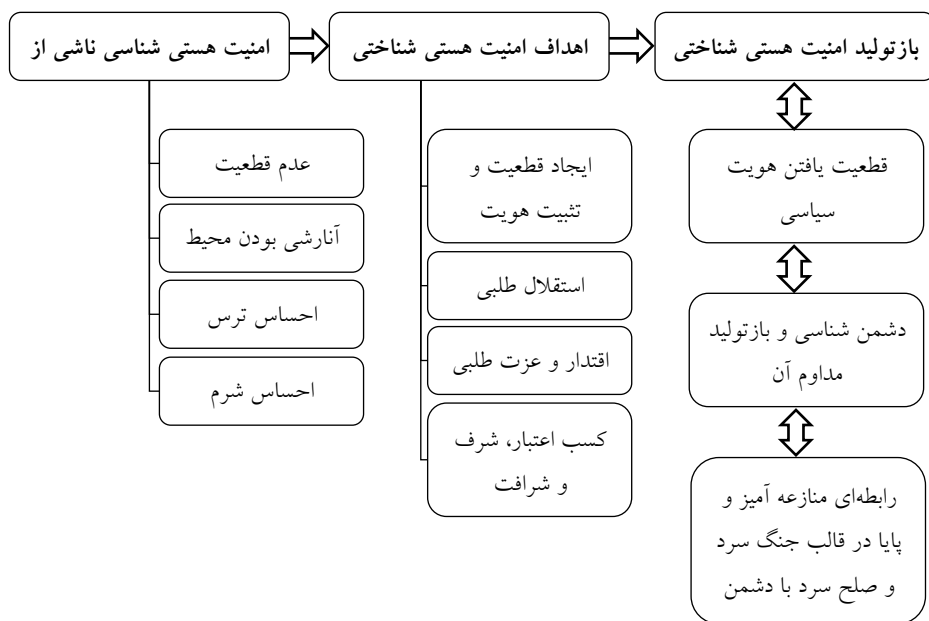 امنیت هستی شناسی ناشی از
عدم قطعیت
آنارشی بودن محیط
احساس ترس
احساس شرم
اهداف امنیت هستی شناختی
ایجاد قطعیت و
تثبیت هویت
استقلال طلبی
اقتدار و عزت طلبی
کسب اعتبار، شرف
و شرافت
بازتولید امنیت هستی شناختی
قطعیت یافتن هویت
سیاسی
دشمن شناسی و بازتولید
مداوم آن
رابطه‌ای منازعه آمیز و
پایا در قالب جنگ سرد
و صلح سرد با دشمن